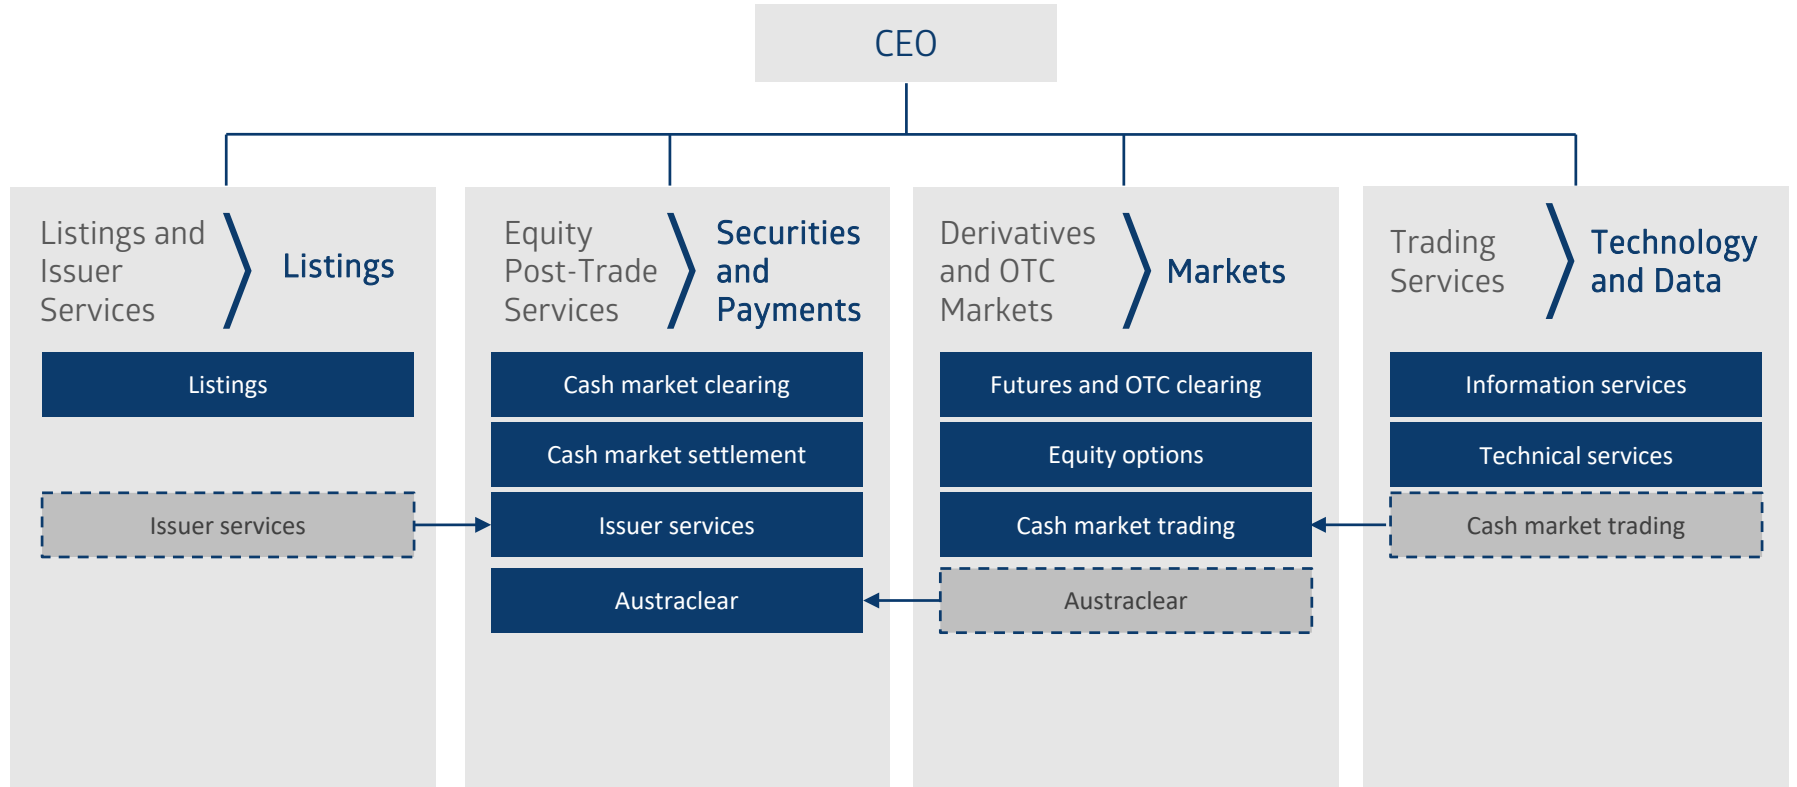 CEO
Listings and
Issuer
Services
Listings
Equity
Post-Trade
Services
Securities
and
Payments
Derivatives
and OTC
Markets
Markets
Trading
Services
Technology
and Data
Listings
Issuer services
Cash market clearing
Cash market settlement
Issuer services
Austraclear
Futures and OTC clearing
Equity options
Cash market trading
Austraclear
Information services
Technical services
Cash market trading